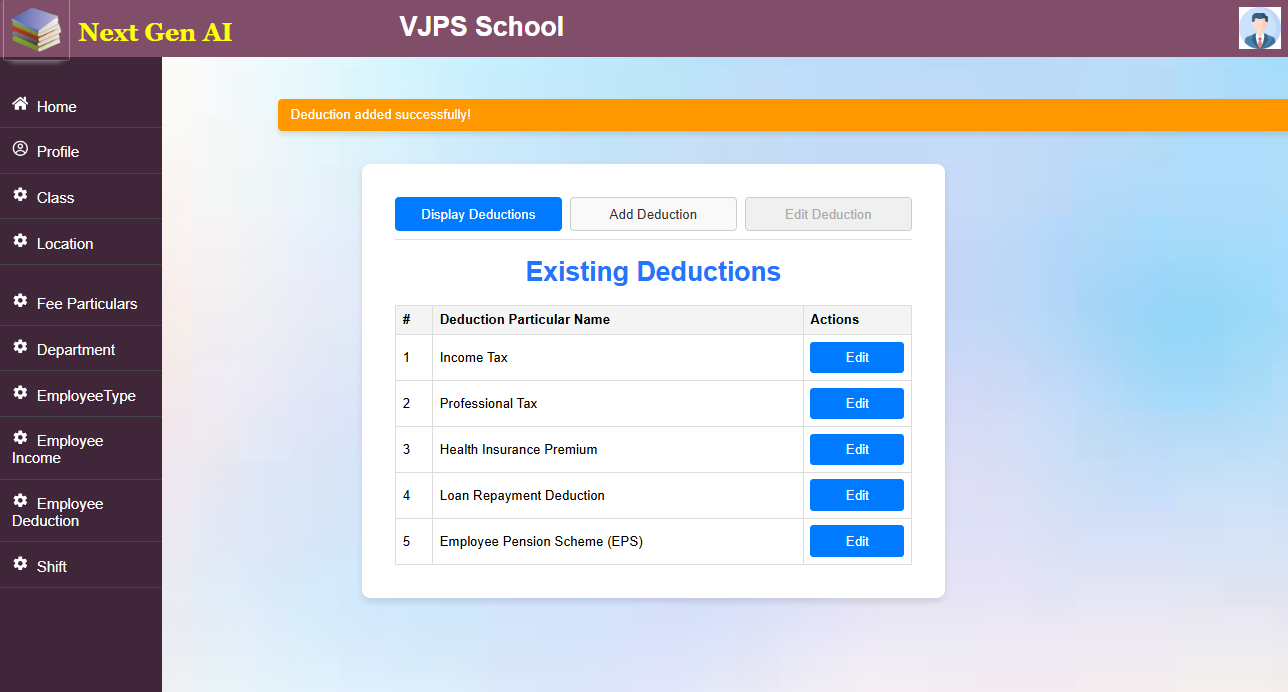 Next Gen AI
VJPS School
Home
Profile
Class
Location
Fee Particulars
Department
EmployeeType
Employee
Income
Employee
Deduction
Shift
Deduction added successfully!
Display Deductions
Add Deduction
Edit Deduction
Existing Deductions
# Deduction Particular Name Actions
1 Income Tax Edit
2 Professional Tax Edit
3 Health Insurance Premium Edit
4 Loan Repayment Deduction Edit
5 Employee Pension Scheme (EPS) Edit